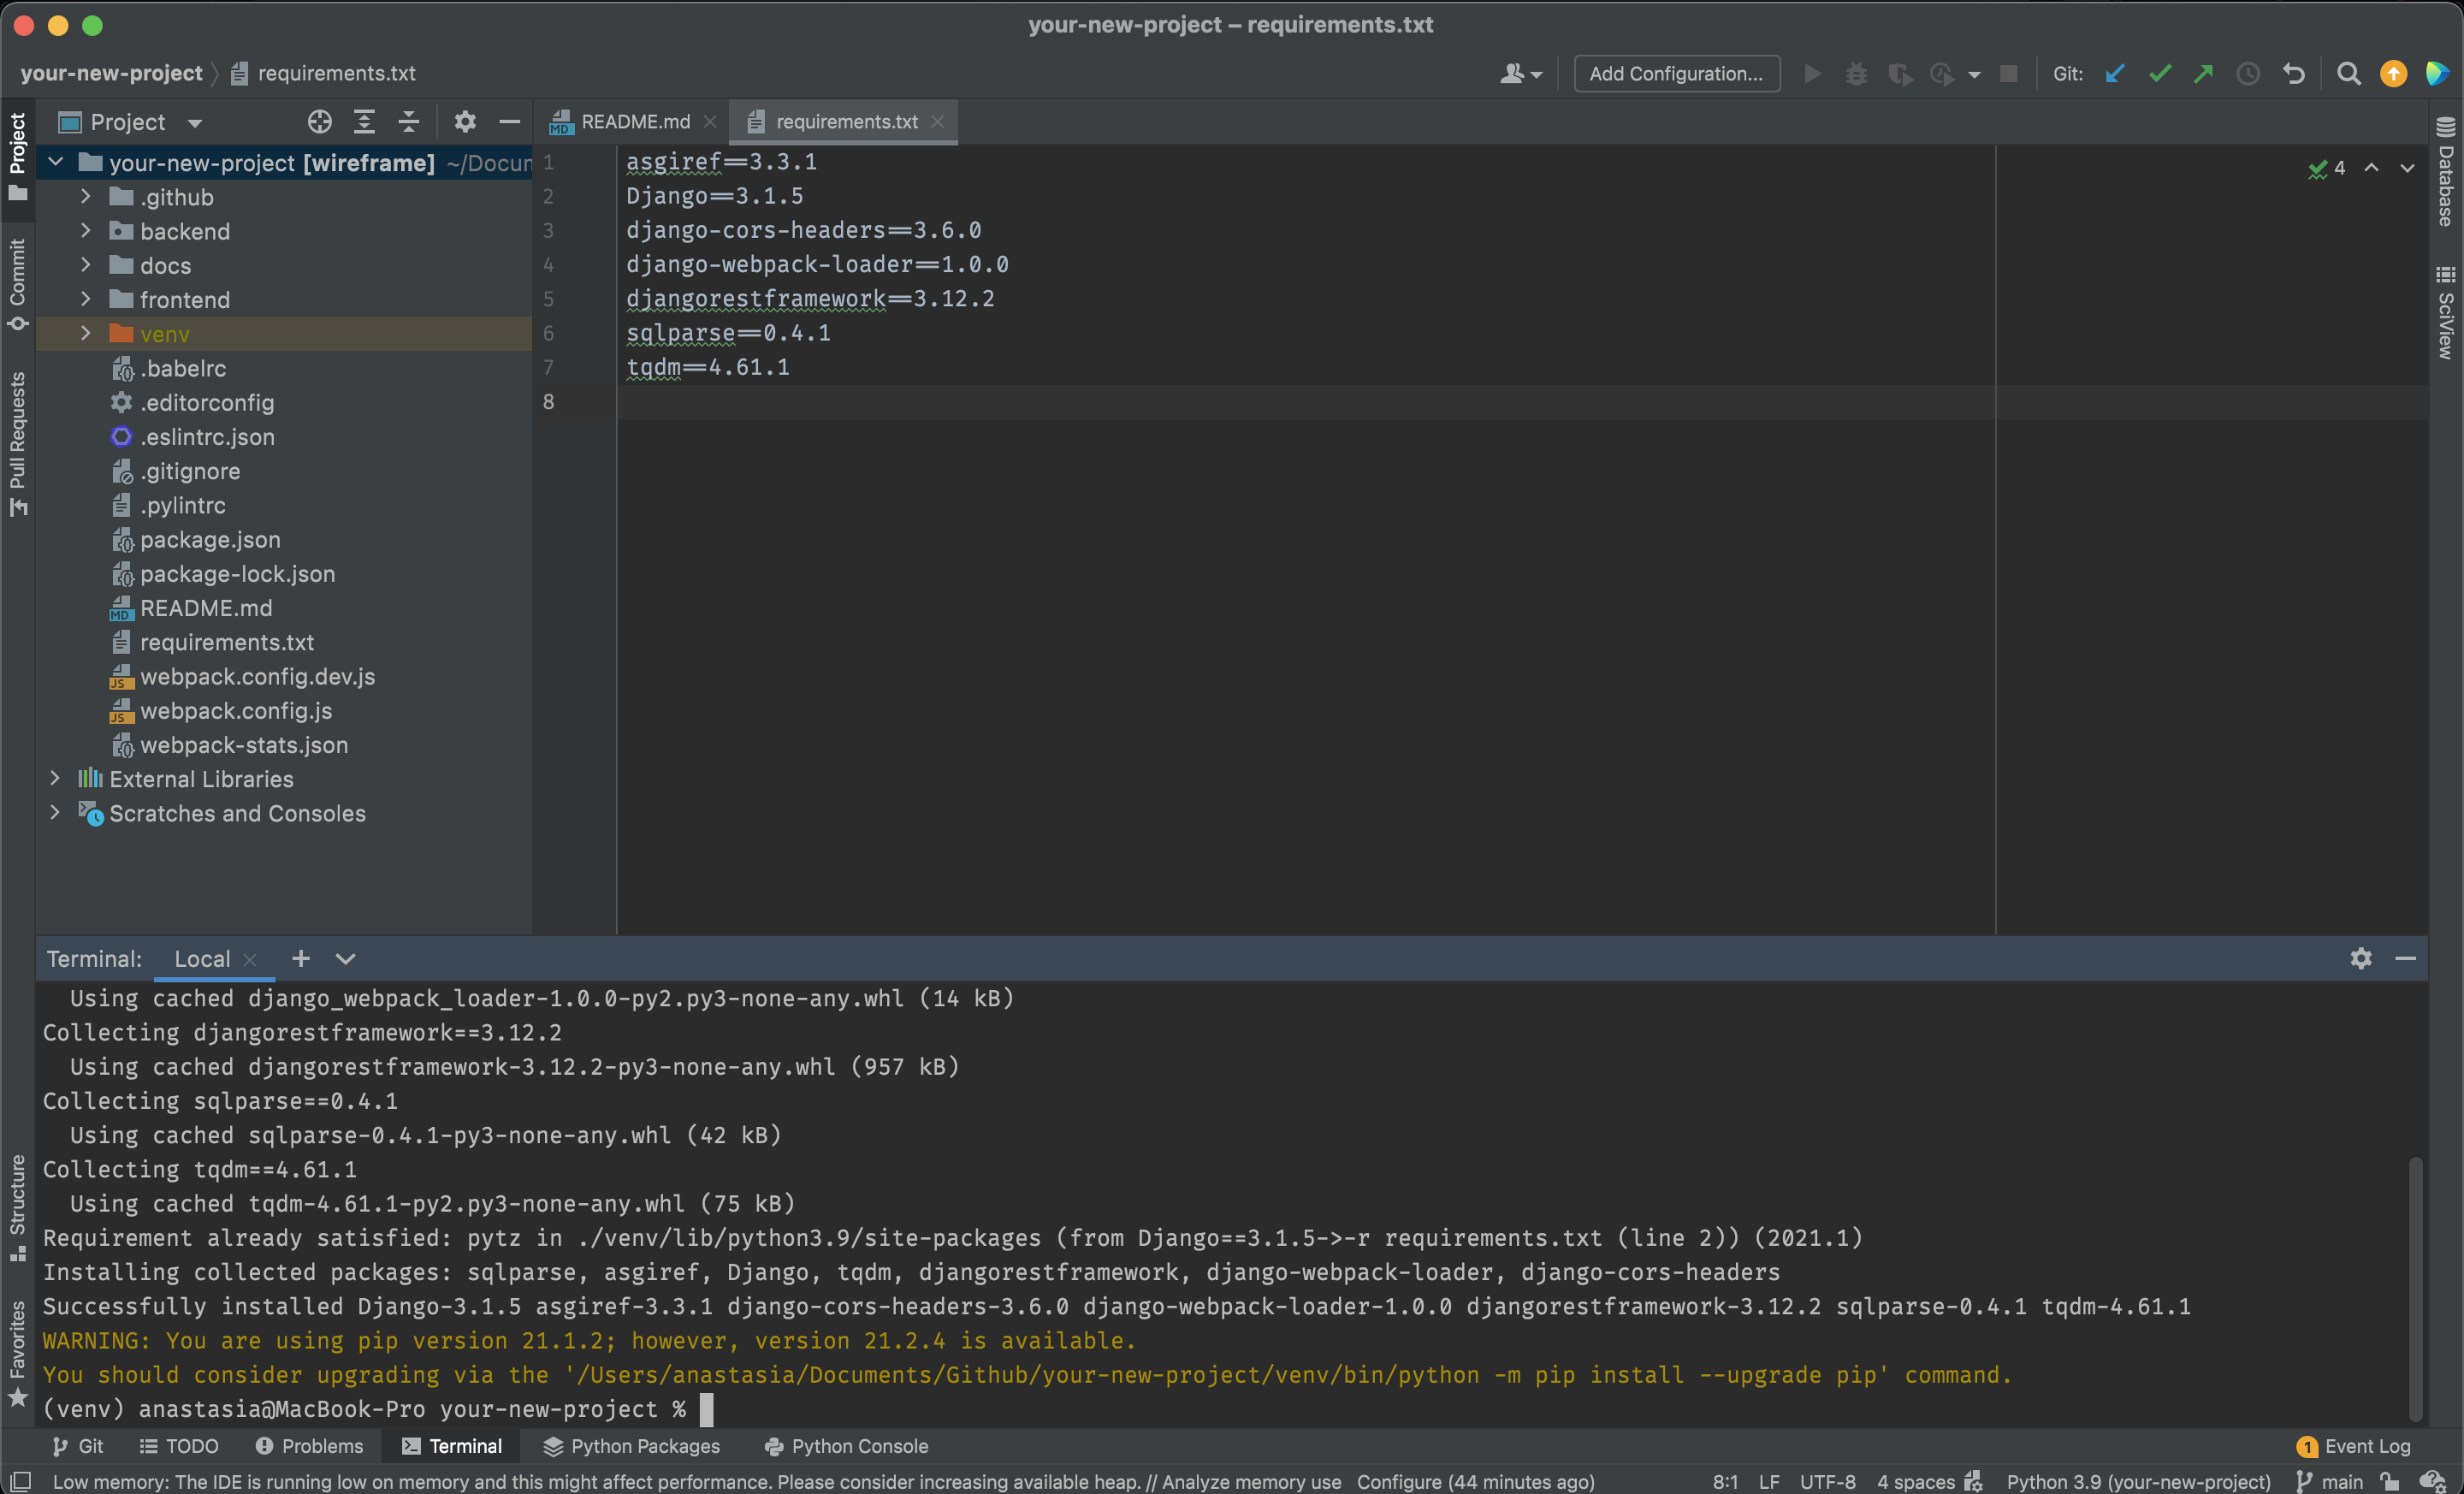 your-new-project – requirements.txt
your-new-project requirements.txt
Add Configuration...
Git:
Project
README.md
requirements.txt
Project
Commit
Pull Requests
Structure
Favorites
Database
SciView
your-new-project [wireframe] ~/Docum
.github
backend
docs
frontend
venv
.babelrc
.editorconfig
.eslintrc.json
.gitignore
.pylintrc
package.json
package-lock.json
README.md
requirements.txt
webpack.config.dev.js
webpack.config.js
webpack-stats.json
External Libraries
Scratches and Consoles
1 asgiref==3.3.1
2 Django==3.1.5
3 django-cors-headers==3.6.0
4 django-webpack-loader==1.0.0
5 djangorestframework==3.12.2
6 sqlparse==0.4.1
7 tqdm==4.61.1
8
4
Terminal: Local
Using cached django_webpack_loader-1.0.0-py2.py3-none-any.whl (14 kB)
Collecting djangorestframework==3.12.2
Using cached djangorestframework-3.12.2-py3-none-any.whl (957 kB)
Collecting sqlparse==0.4.1
Using cached sqlparse-0.4.1-py3-none-any.whl (42 kB)
Collecting tqdm==4.61.1
Using cached tqdm-4.61.1-py2.py3-none-any.whl (75 kB)
Requirement already satisfied: pytz in ./venv/lib/python3.9/site-packages (from Django==3.1.5->-r requirements.txt (line 2)) (2021.1)
Installing collected packages: sqlparse, asgiref, Django, tqdm, djangorestframework, django-webpack-loader, django-cors-headers
Successfully installed Django-3.1.5 asgiref-3.3.1 django-cors-headers-3.6.0 django-webpack-loader-1.0.0 djangorestframework-3.12.2 sqlparse-0.4.1 tqdm-4.61.1
WARNING: You are using pip version 21.1.2; however, version 21.2.4 is available.
You should consider upgrading via the '/Users/anastasia/Documents/Github/your-new-project/venv/bin/python -m pip install --upgrade pip' command.
(venv) anastasia@MacBook-Pro your-new-project %
Git TODO Problems Terminal Python Packages Python Console 1 Event Log
Low memory: The IDE is running low on memory and this might affect performance. Please consider increasing available heap. // Analyze memory use Configure (44 minutes ago) 8:1 LF UTF-8 4 spaces Python 3.9 (your-new-project) main